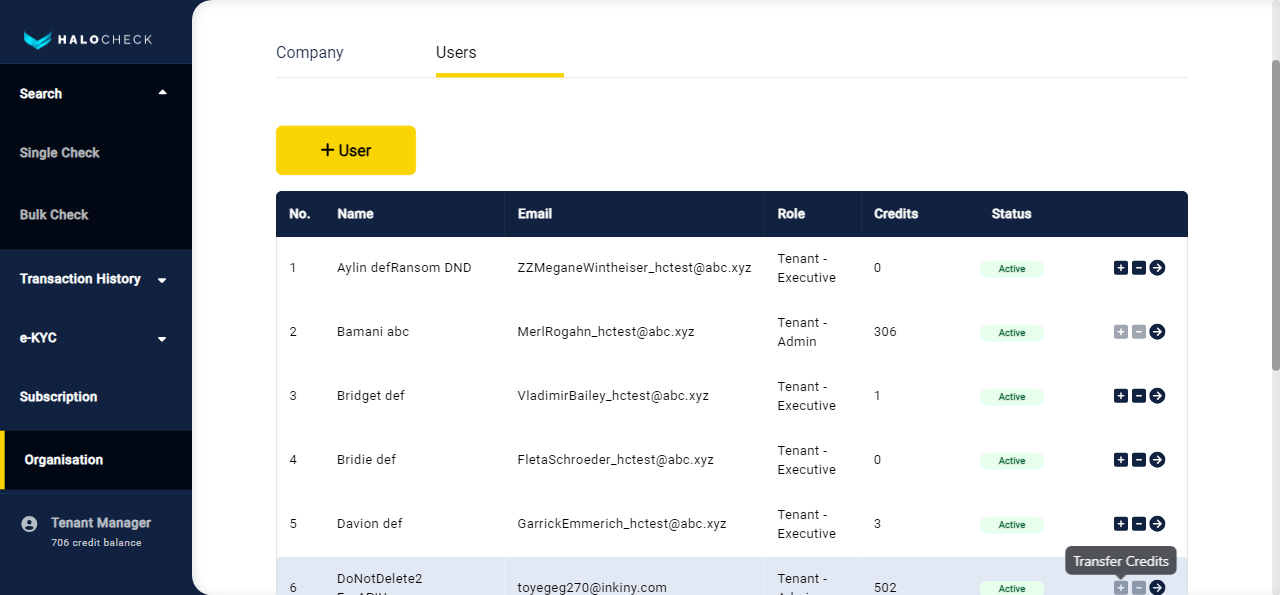 HALOCHECK
Search
Single Check
Bulk Check
Transaction History
e-KYC
Subscription
Organisation
Tenant Manager
706 credit balance
Company Users
+ User
No. Name Email Role Credits Status
1 Aylin defRansom DND ZZMeganeWintheiser_hctest@abc.xyz Tenant - Executive 0 Active
2 Bamani abc MerlRogahn_hctest@abc.xyz Tenant - Admin 306 Active
3 Bridget def VladimirBailey_hctest@abc.xyz Tenant - Executive 1 Active
4 Bridie def FletaSchroeder_hctest@abc.xyz Tenant - Executive 0 Active
5 Davion def GarrickEmmerich_hctest@abc.xyz Tenant - Executive 3 Active
Transfer Credits
6 DoNotDelete2 toyegeg270@inkiny.com Tenant - 502 Active